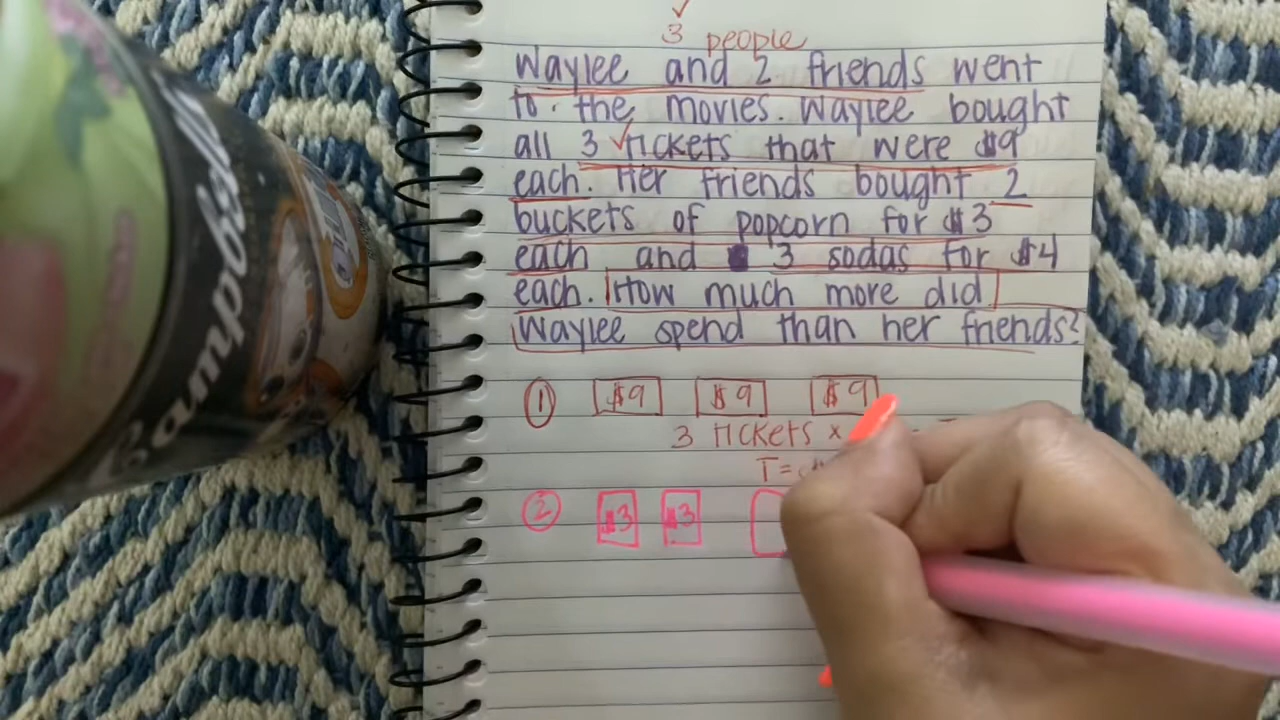 3 people
Waylee and 2 friends went
to the movies. Waylee bought
all 3 tickets that were $9
each. Her friends bought 2
buckets of popcorn for $3
each and 3 sodas for $4
each. How much more did
Waylee spend than her friends?
1 $9 $9 $9
3 tickets x
T=
2 $3 $3